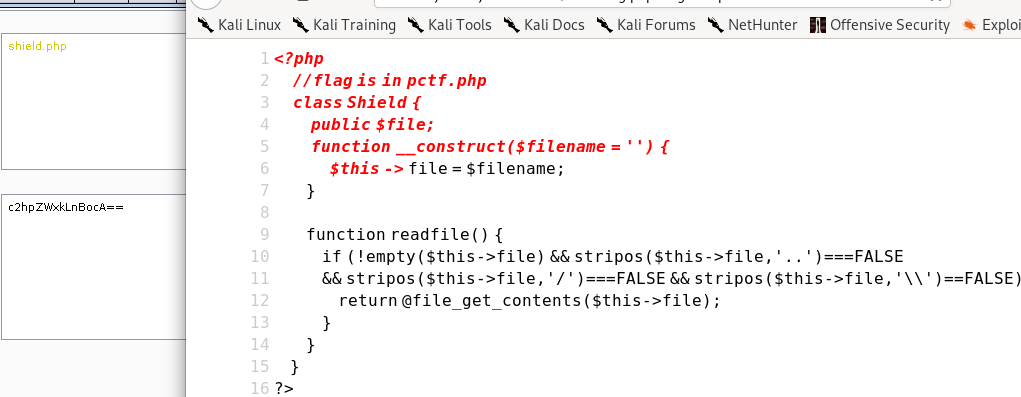 Kali Linux Kali Training Kali Tools Kali Docs Kali Forums NetHunter Offensive Security Exploi
shield.php
c2hpZWxkLnBocA==
1 <?php
2 //flag is in pctf.php
3 class Shield {
4 public $file;
5 function __construct($filename = '') {
6 $this -> file = $filename;
7 }
8
9 function readfile() {
10 if (!empty($this->file) && stripos($this->file,'..')===FALSE
11 && stripos($this->file,'/')===FALSE && stripos($this->file,'\\')==FALSE)
12 return @file_get_contents($this->file);
13 }
14 }
15 }
16 ?>